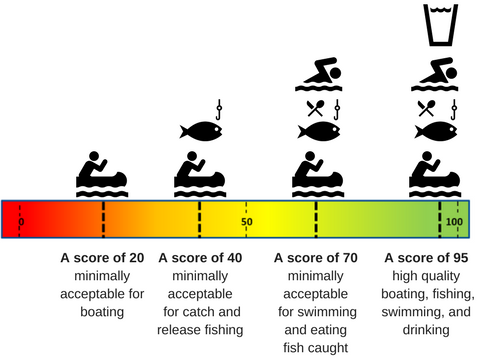 0
50
100
A score of 20
minimally
acceptable for
boating
A score of 40
minimally
acceptable
for catch and
release fishing
A score of 70
minimally
acceptable
for swimming
and eating
fish caught
A score of 95
high quality
boating, fishing,
swimming, and
drinking